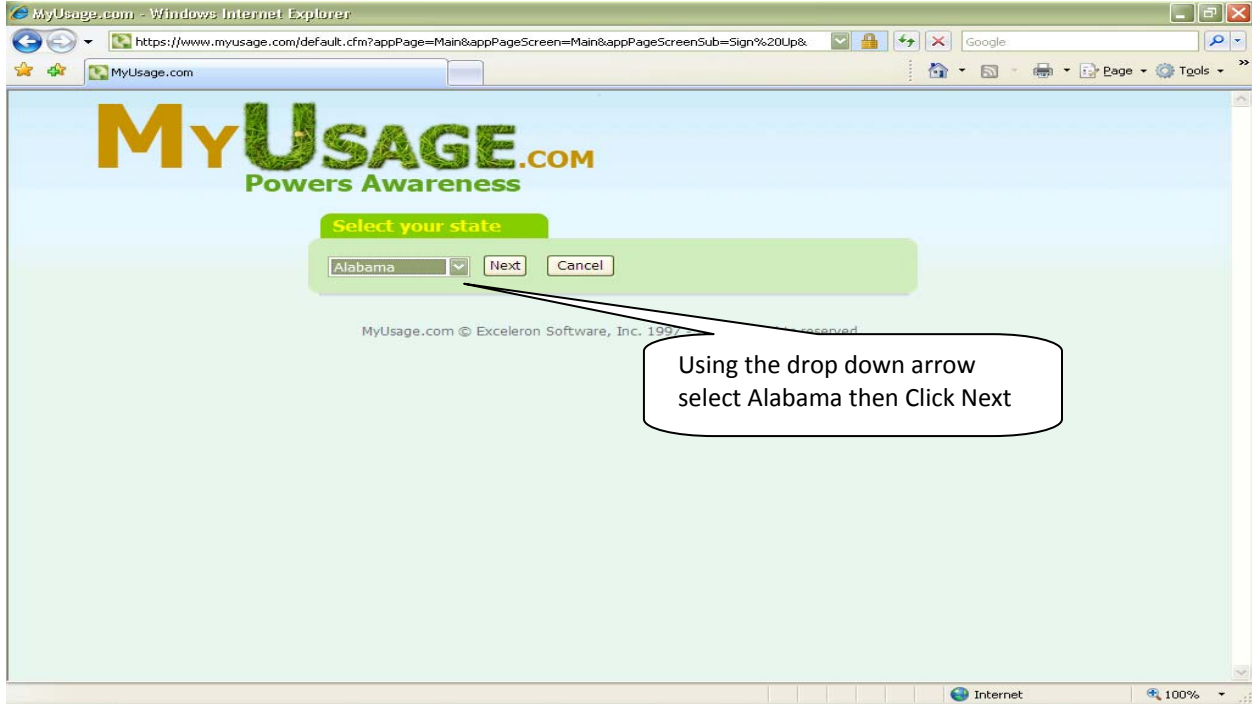 MyUsage.com - Windows Internet Explorer
https://www.myusage.com/default.cfm?appPage=Main&appPageScreen=Main&appPageScreenSub=Sign%20Up&
Google
MyUsage.com
Page
Tools
MYUSAGE.COM
Powers Awareness
Select your state
Alabama
Next
Cancel
MyUsage.com © Exceleron Software, Inc. 1997 - reserved
Using the drop down arrow
select Alabama then Click Next
Internet
100%